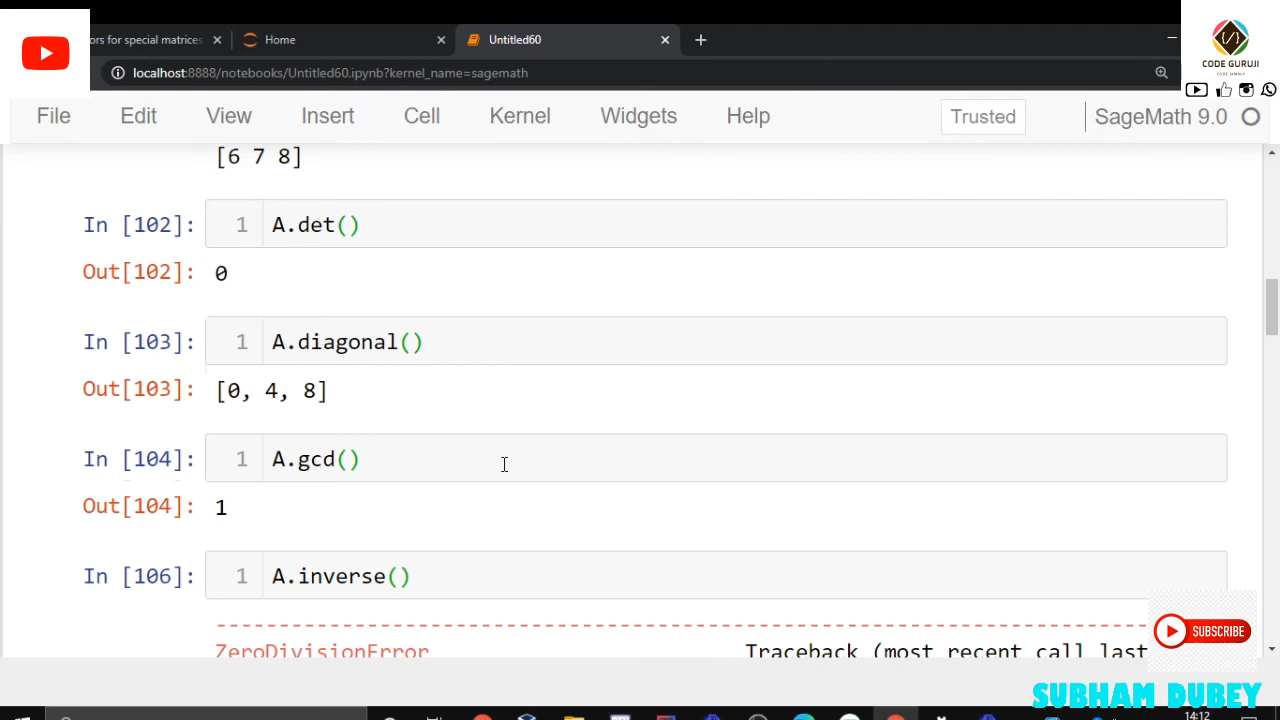 ors for special matrices
Home
Untitled60
localhost:8888/notebooks/Untitled60.ipynb?kernel_name=sagemath
CODE GURUJI
CODE SIMPLY
File Edit View Insert Cell Kernel Widgets Help Trusted SageMath 9.0
[6 7 8]
In [102]: 1 A.det()
Out[102]: 0
In [103]: 1 A.diagonal()
Out[103]: [0, 4, 8]
In [104]: 1 A.gcd()
Out[104]: 1
In [106]: 1 A.inverse()
ZeroDivisionError Traceback (most recent call last
SUBSCRIBE
SUBHAM DUBEY
14:12